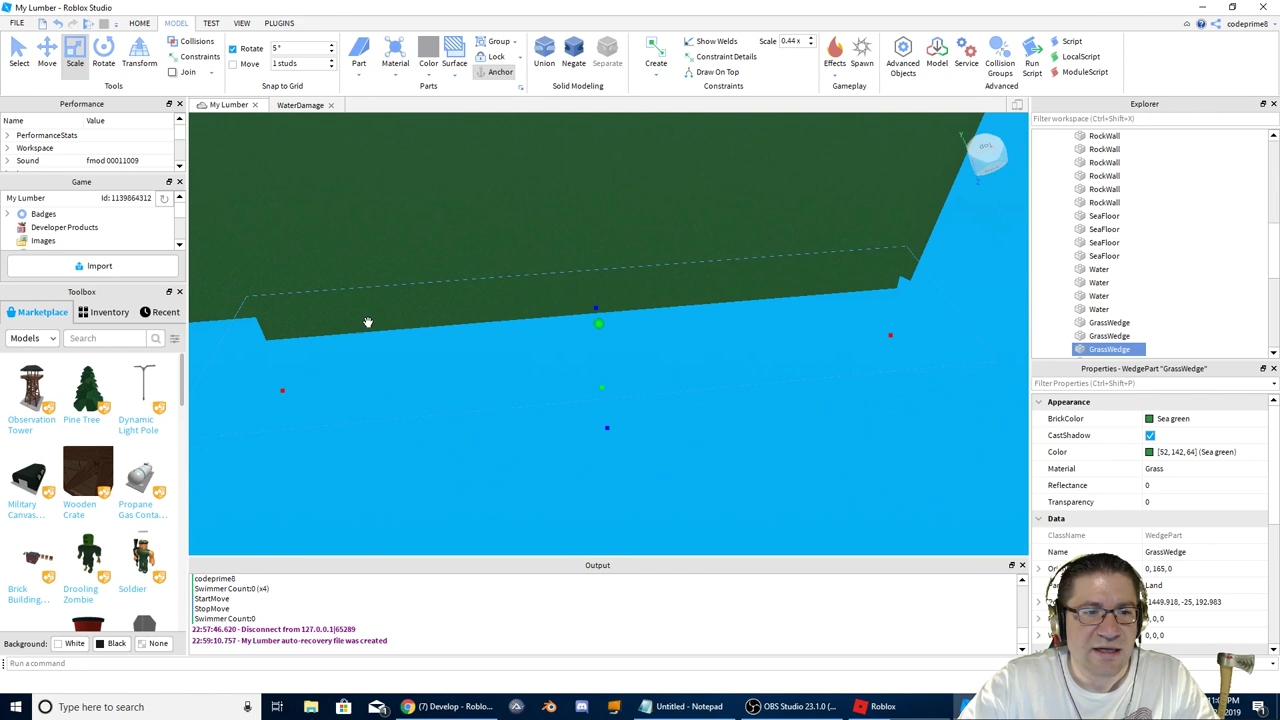 My Lumber - Roblox Studio
FILE HOME MODEL TEST VIEW PLUGINS codeprime8
Select Move Scale Rotate Transform
Collisions
Constraints
Join
Tools
Rotate 5 °
Move 1 studs
Snap to Grid
Part Material Color Surface
Group
Lock
Anchor
Parts
Union Negate Separate
Solid Modeling
Create
Show Welds Scale 0.44 x
Constraint Details
Draw On Top
Constraints
Effects Spawn
Gameplay
Advanced Objects Model Service Collision Groups Run Script
Script
LocalScript
ModuleScript
Advanced
Performance
Name Value
PerformanceStats
Workspace
Sound fmod 00011009
Game
My Lumber Id: 1139864312
Badges
Developer Products
Images
Import
Toolbox
Marketplace Inventory Recent
Models Search
Observation Tower
Pine Tree
Dynamic Light Pole
Military Canvas...
Wooden Crate
Propane Gas Conta...
Brick Building...
Drooling Zombie
Soldier
Background: White Black None
Run a command
My Lumber WaterDamage
Y
Z
Output
codeprime8
Swimmer Count:0 (x4)
StartMove
StopMove
Swimmer Count:0
22:57:46.620 - Disconnect from 127.0.0.1|65289
22:59:10.757 - My Lumber auto-recovery file was created
Explorer
Filter workspace (Ctrl+Shift+X)
RockWall
RockWall
RockWall
RockWall
RockWall
RockWall
SeaFloor
SeaFloor
SeaFloor
SeaFloor
Water
Water
Water
Water
GrassWedge
GrassWedge
GrassWedge
Properties - WedgePart "GrassWedge"
Filter Properties (Ctrl+Shift+P)
Appearance
BrickColor Sea green
CastShadow
Color [52, 142, 64] (Sea green)
Material Grass
Reflectance 0
Transparency 0
Data
ClassName WedgePart
Name GrassWedge
0, 165, 0
Land
1449.918, -25, 192.983
0, 0, 0
0, 0, 0
Type here to search
(7) Develop - Roblo...
Untitled - Notepad
OBS Studio 23.1.0 (...
Roblox